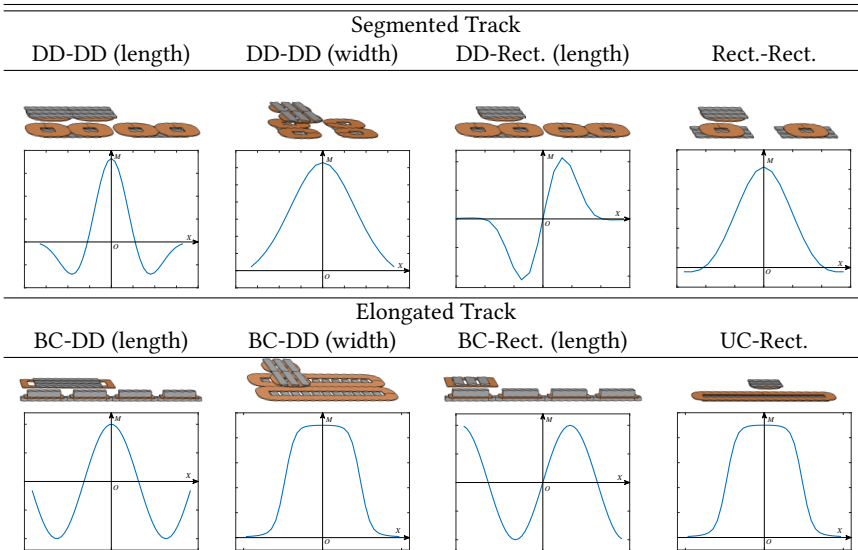 Segmented Track
DD-DD (length) DD-DD (width) DD-Rect. (length) Rect.-Rect.
M M M M
X X X X
O O O O
Elongated Track
BC-DD (length) BC-DD (width) BC-Rect. (length) UC-Rect.
M M M M
X X X X
O O O O